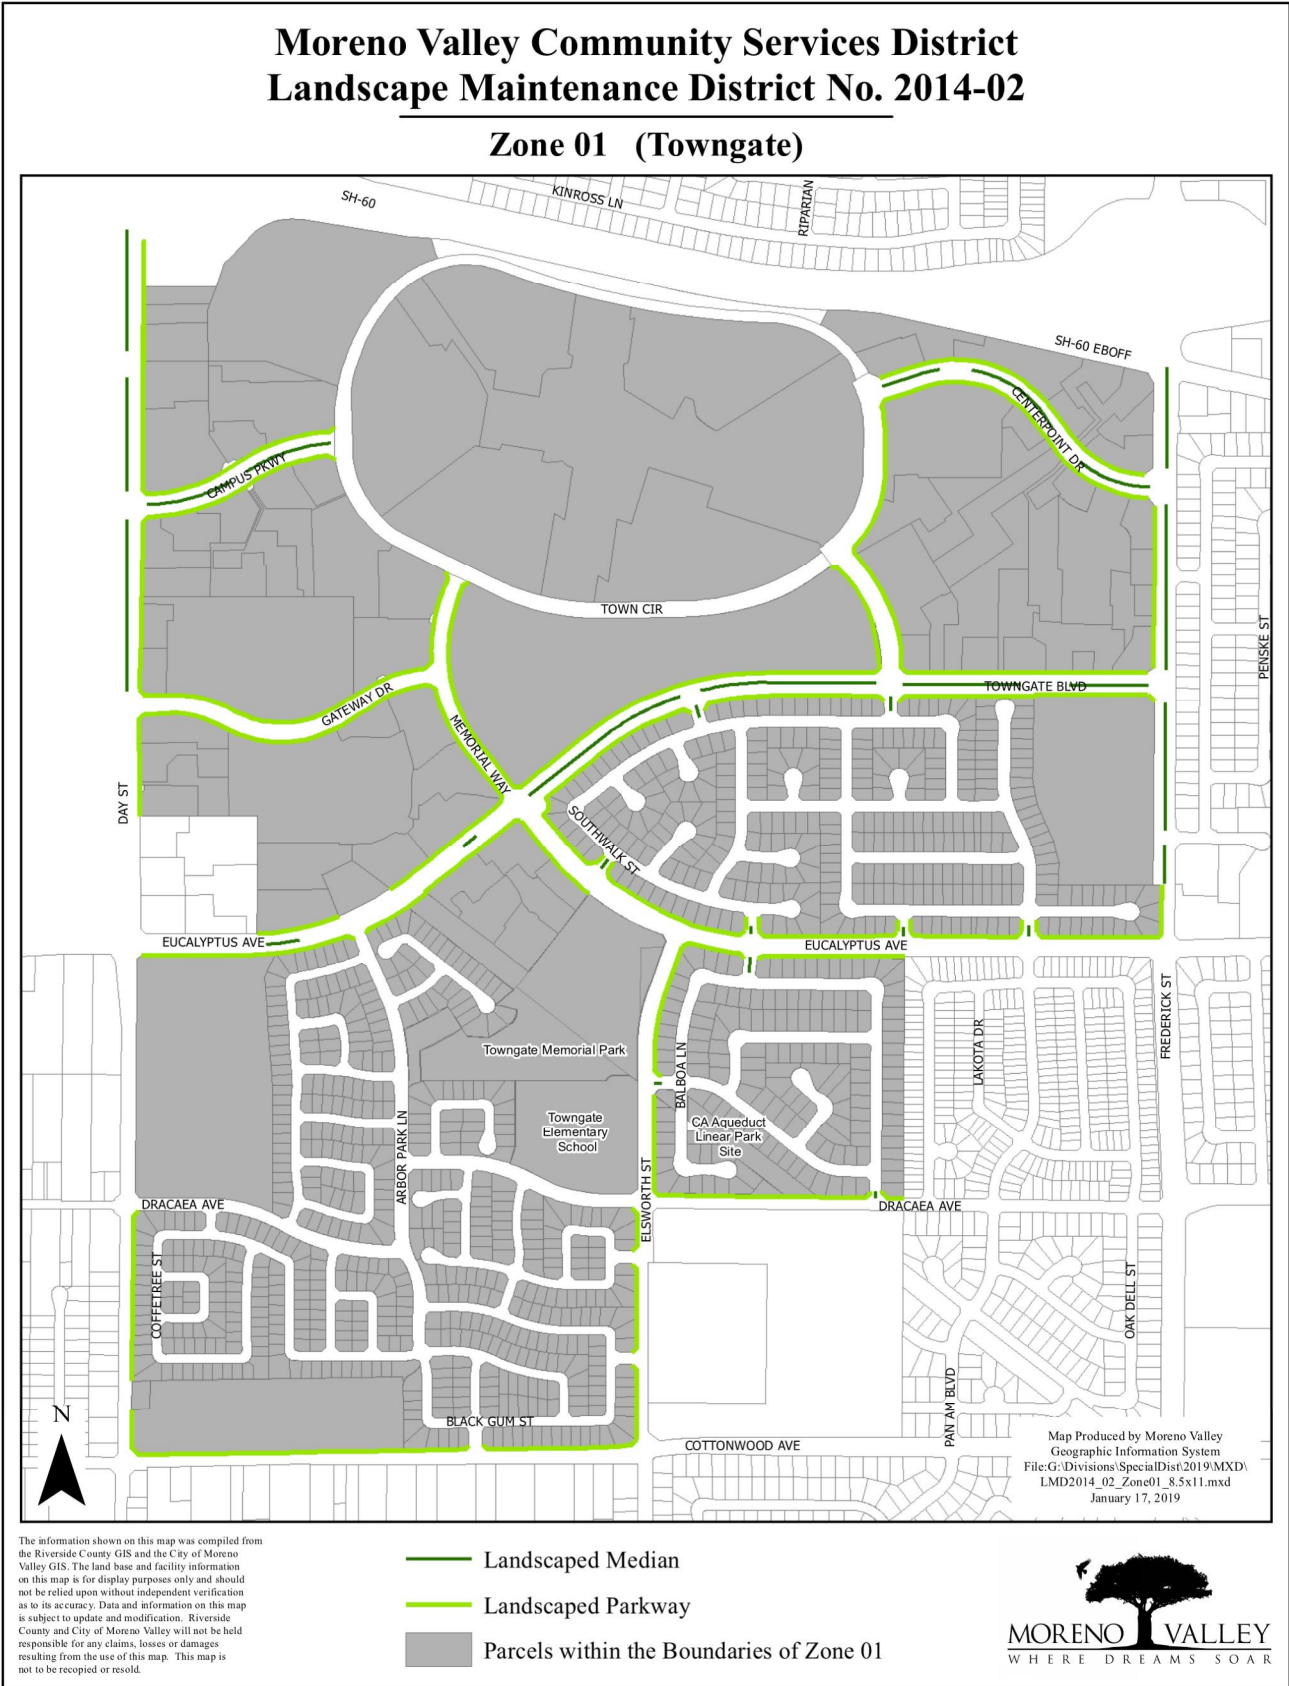 Moreno Valley Community Services District
Landscape Maintenance District No. 2014-02
Zone 01 (Towngate)
SH-60
KINROSS LN
RIPARIAN
SH-60 EBOFF
CENTERPOINT DR
CAMPUS PKWY
TOWN CIR
PENSKE ST
TOWNGATE BLVD
GATEWAY DR
MEMORIAL WAY
DAY ST
SOUTHWALK ST
EUCALYPTUS AVE
EUCALYPTUS AVE
FREDERICK ST
LAKOTA DR
Towngate Memorial Park
BALBOA LN
Towngate
Elementary
School
CA Aqueduct
Linear Park
Site
ARBOR PARK LN
ELSWORTH ST
DRACAEA AVE
DRACAEA AVE
COFFETREE ST
OAK DELL ST
PAN AM BLVD
BLACK GUM ST
COTTONWOOD AVE
N
Map Produced by Moreno Valley
Geographic Information System
File:G:\Divisions\SpecialDist\2019\MXD\
LMD2014_02_Zone01_8.5x11.mxd
January 17, 2019
The information shown on this map was compiled from
the Riverside County GIS and the City of Moreno
Valley GIS. The land base and facility information
on this map is for display purposes only and should
not be relied upon without independent verification
as to its accuracy. Data and information on this map
is subject to update and modification. Riverside
County and City of Moreno Valley will not be held
responsible for any claims, losses or damages
resulting from the use of this map. This map is
not to be recopied or resold.
Landscaped Median
Landscaped Parkway
Parcels within the Boundaries of Zone 01
MORENO VALLEY
WHERE DREAMS SOAR